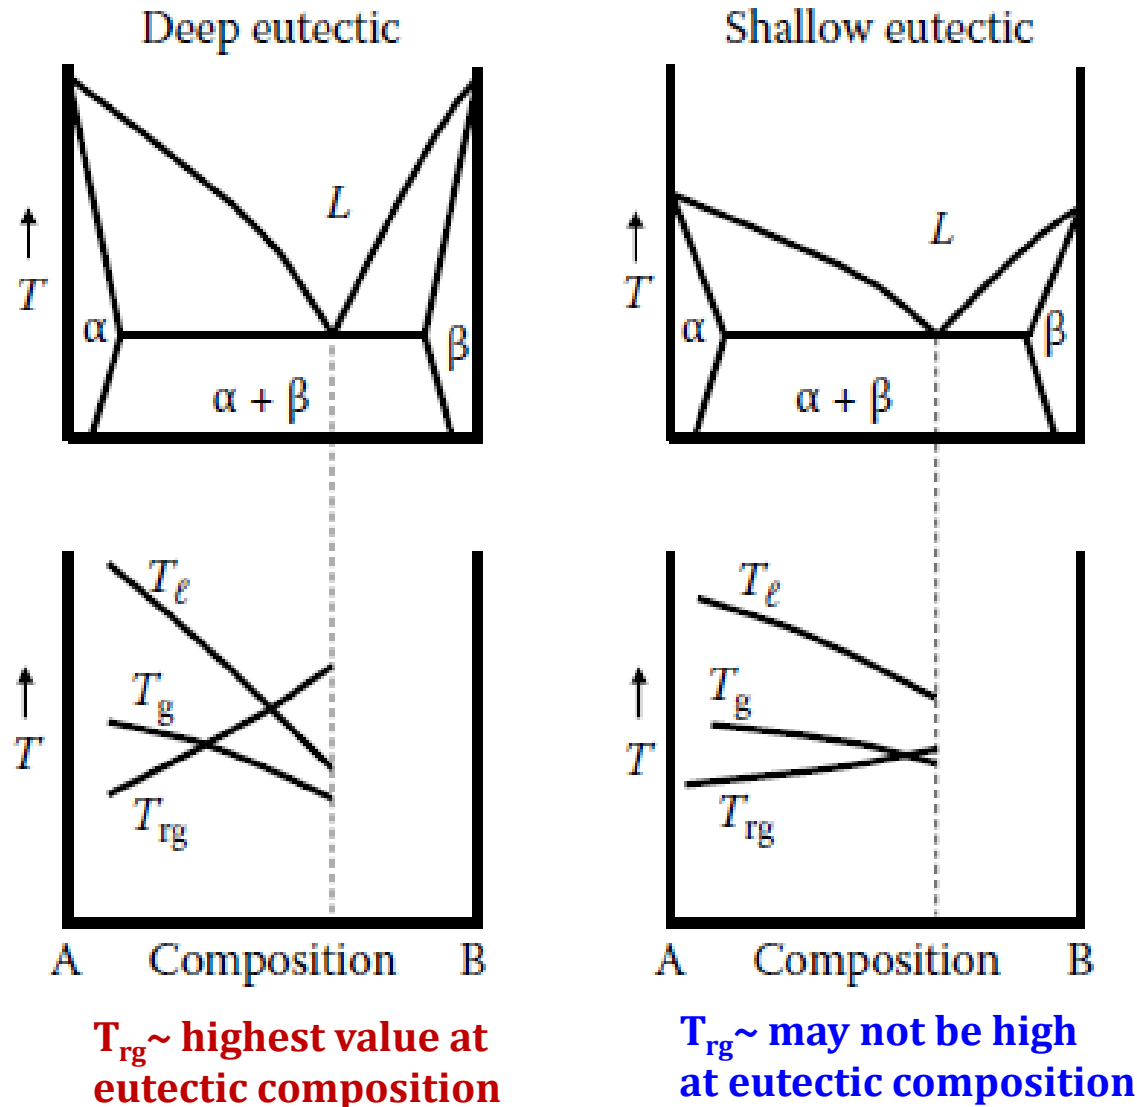 Deep eutectic
L
T
α
β
α + β
Shallow eutectic
L
T
α
β
α + β
Tℓ
Tg
T
Trg
A Composition B
Tℓ
Tg
T
Trg
A Composition B
Trg~ highest value at
eutectic composition
Trg~ may not be high
at eutectic composition